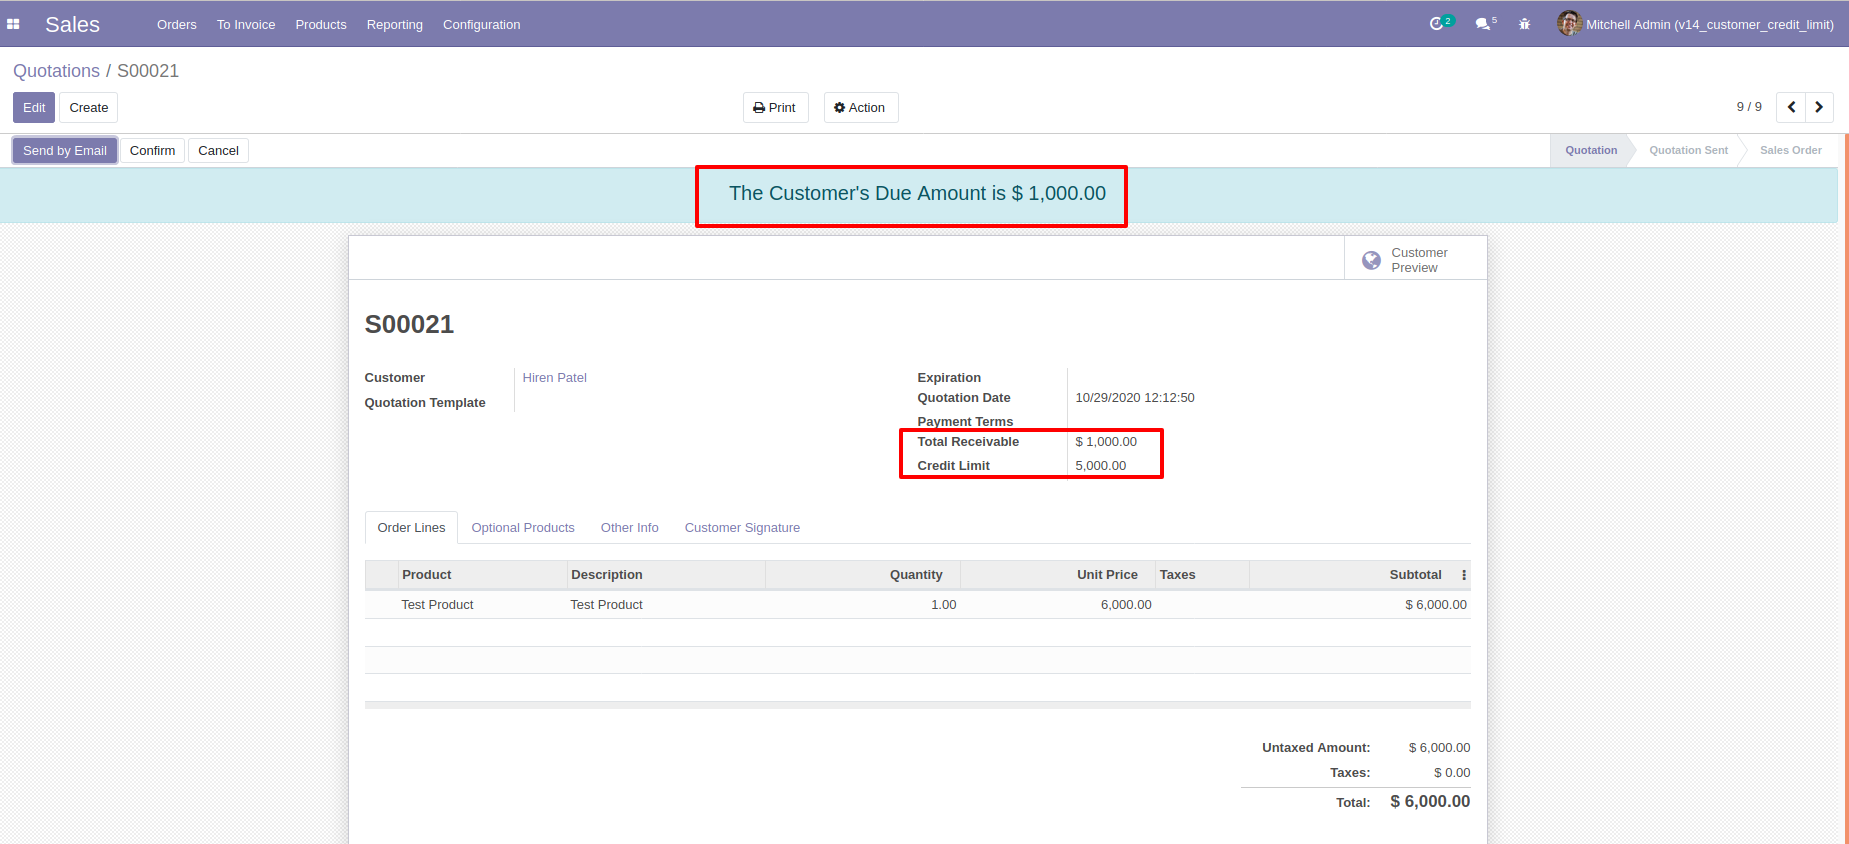 Sales Orders To Invoice Products Reporting Configuration 2 5 Mitchell Admin (v14_customer_credit_limit)
Quotations / S00021
Edit Create Print Action 9 / 9
Send by Email Confirm Cancel Quotation Quotation Sent Sales Order
The Customer's Due Amount is $ 1,000.00
Customer
Preview
S00021
Customer Hiren Patel
Quotation Template
Expiration
Quotation Date 10/29/2020 12:12:50
Payment Terms
Total Receivable $ 1,000.00
Credit Limit 5,000.00
Order Lines Optional Products Other Info Customer Signature
Product Description Quantity Unit Price Taxes Subtotal
Test Product Test Product 1.00 6,000.00 $ 6,000.00
Untaxed Amount: $ 6,000.00
Taxes: $ 0.00
Total: $ 6,000.00